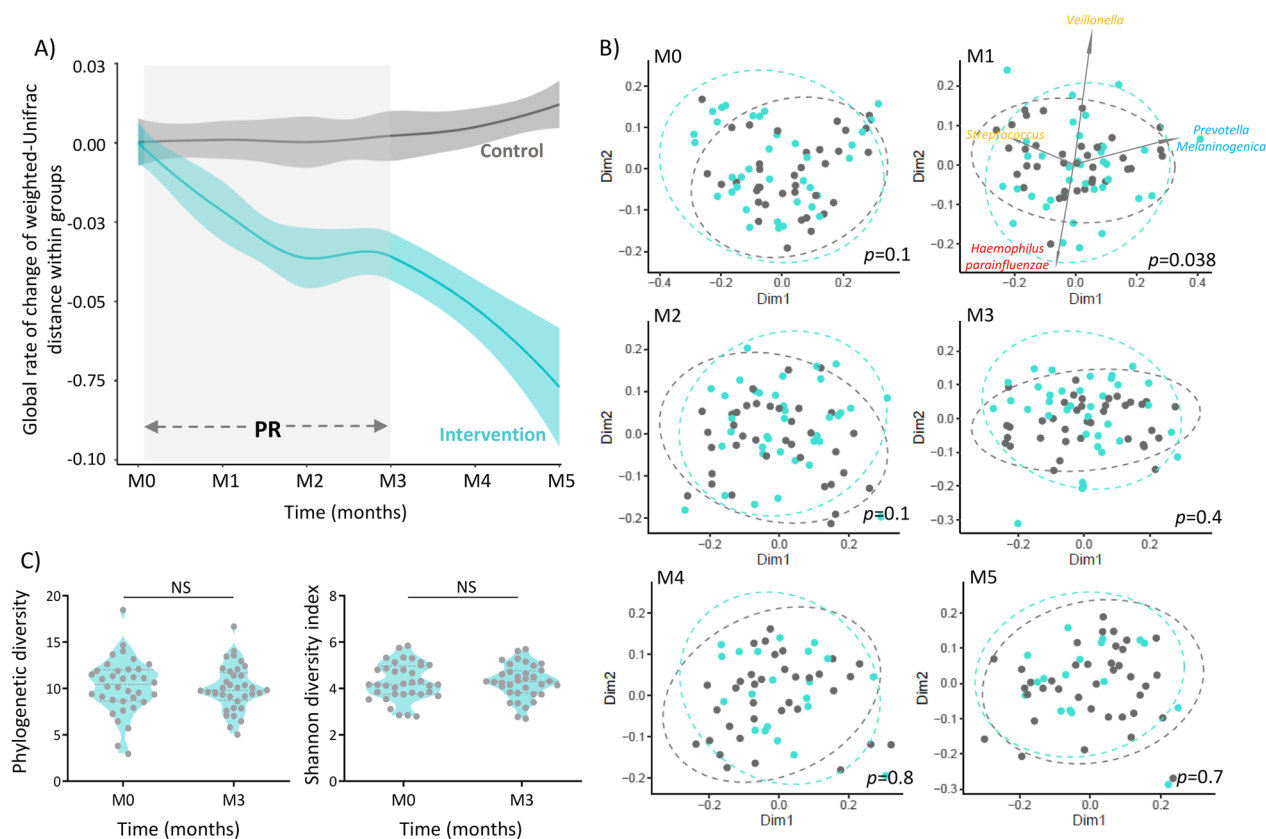 A)
Global rate of change of weighted-Unifrac
distance within groups
0.03
0.00
-0.03
-0.05
-0.75
-0.10
Control
Intervention
PR
M0 M1 M2 M3 M4 M5
Time (months)
B)
M0
Dim2
0.2
0.1
0.0
−0.1
−0.2
−0.2 0.0 0.2
Dim1
p=0.1
M1
Veillonella
Streptococcus
Prevotella
Melaninogenica
Haemophilus
parainfluenzae
Dim2
0.2
0.1
0.0
−0.1
−0.2
−0.2 0.0 0.2 0.4
Dim1
p=0.038
M2
Dim2
0.2
0.1
0.0
−0.1
−0.2
−0.2 0.0 0.2
Dim1
p=0.1
M3
Dim2
0.2
0.1
0.0
−0.1
−0.2
−0.3
−0.2 0.0 0.2
Dim1
p=0.4
M4
Dim2
0.2
0.1
0.0
−0.1
0.2
−0.2 0.0 0.2
Dim1
p=0.8
M5
Dim2
0.2
0.1
0.0
−0.1
−0.2
−0.3
−0.2 0.0 0.2
Dim1
p=0.7
C)
Phylogenetic diversity
20
15
10
5
0
NS
M0 M3
Time (months)
Shannon diversity index
8
6
4
2
0
NS
M0 M3
Time (months)